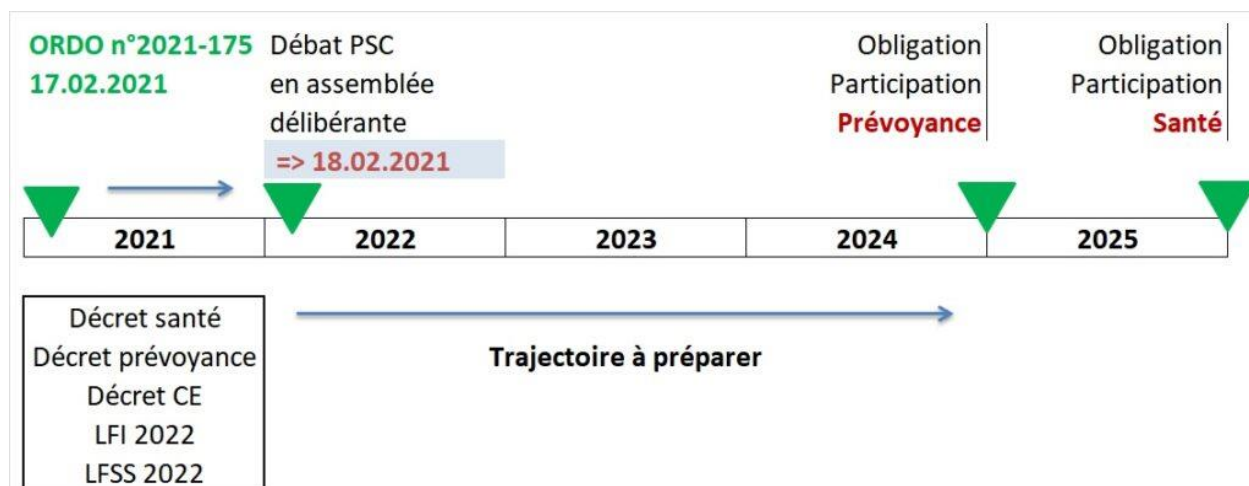 ORDO n°2021-175
17.02.2021
Débat PSC
en assemblée
délibérante
=> 18.02.2021
Obligation
Participation
Prévoyance
Obligation
Participation
Santé
2021 2022 2023 2024 2025
Décret santé
Décret prévoyance
Décret CE
LFI 2022
LFSS 2022
Trajectoire à préparer